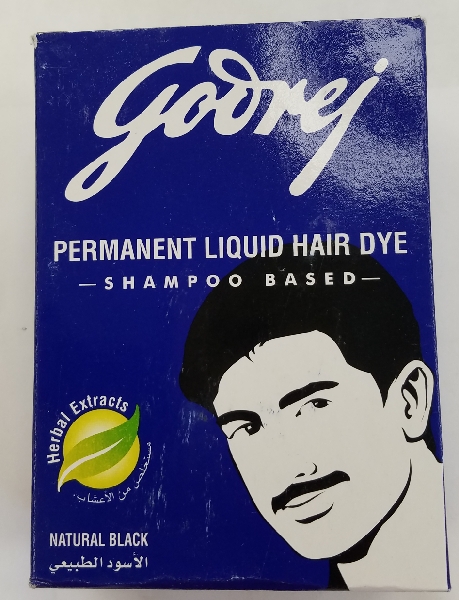 Godrej
PERMANENT LIQUID HAIR DYE
—SHAMPOO BASED—
Herbal Extracts
مستخلص من الأعشاب.
NATURAL BLACK
الأسود الطبيعي